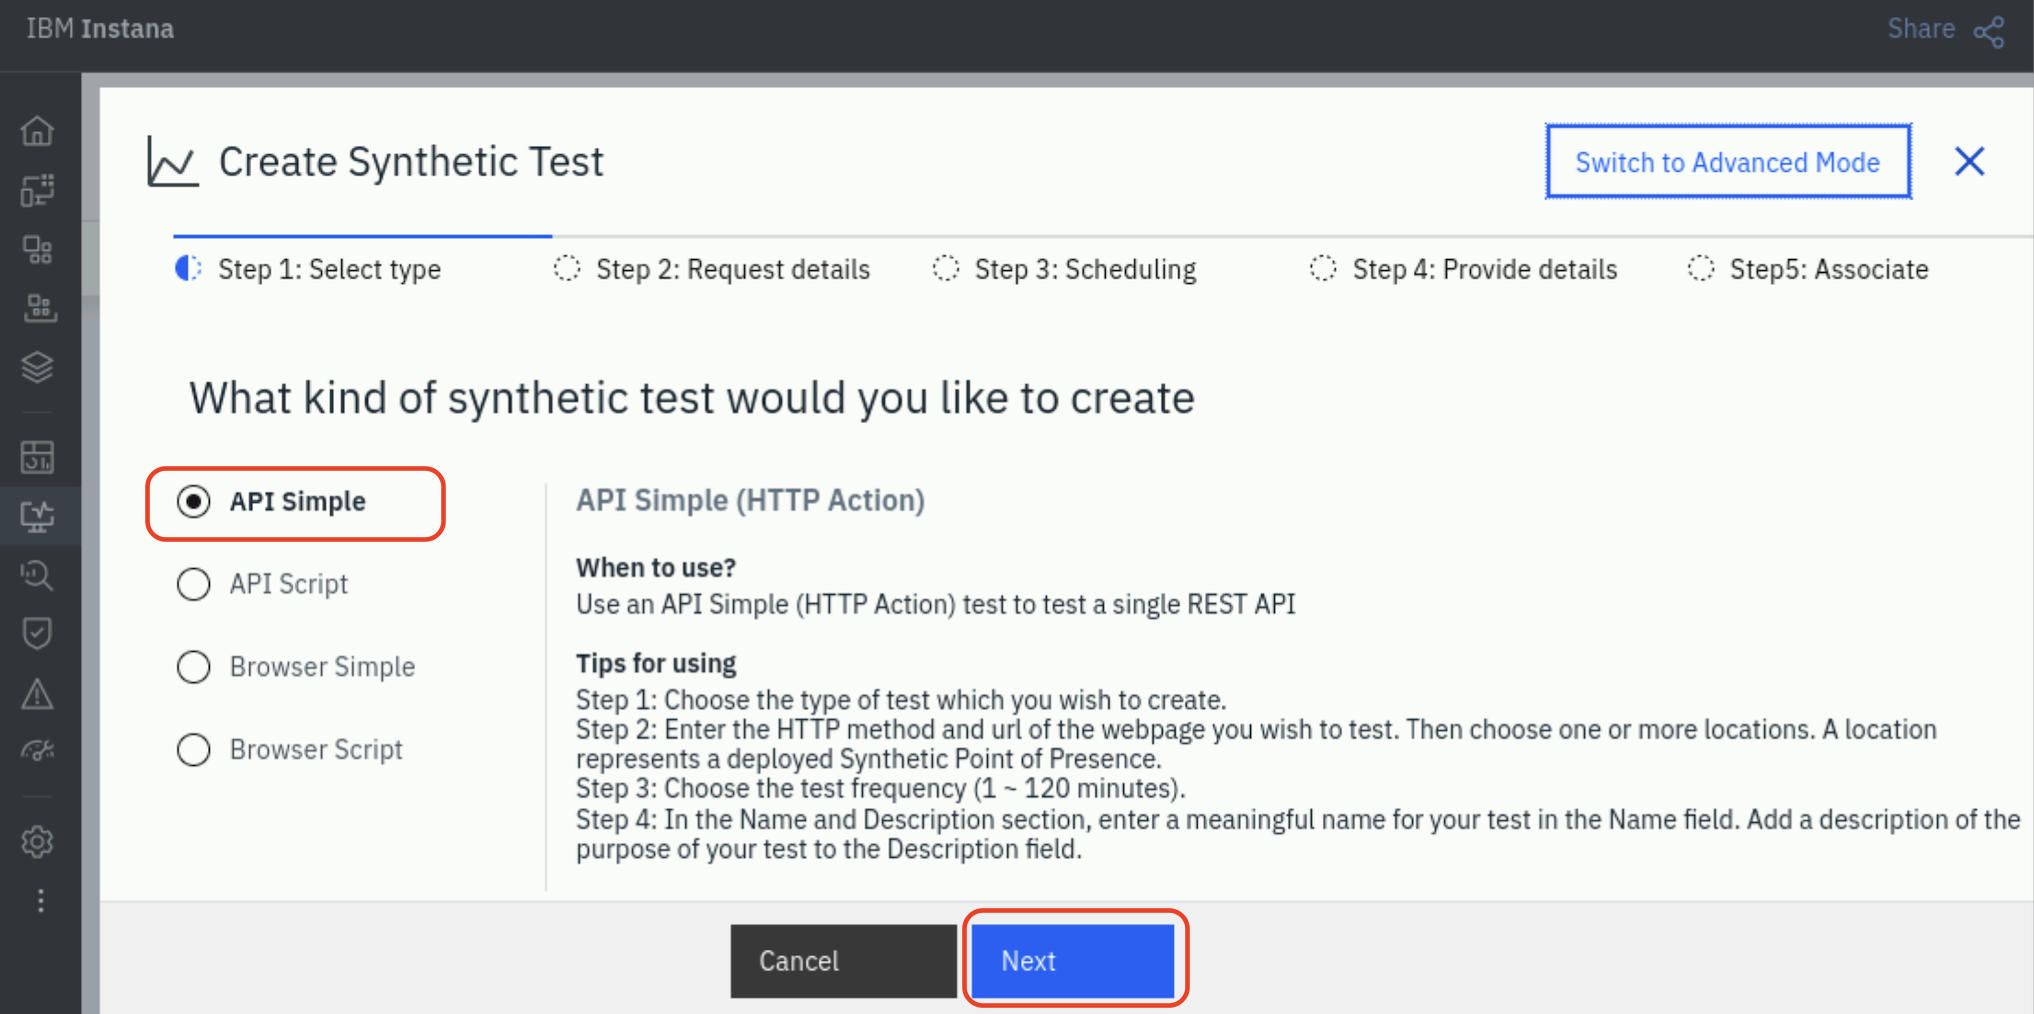 IBM Instana
Share
Create Synthetic Test
Switch to Advanced Mode
Step 1: Select type
Step 2: Request details
Step 3: Scheduling
Step 4: Provide details
Step5: Associate
What kind of synthetic test would you like to create
API Simple
API Script
Browser Simple
Browser Script
API Simple (HTTP Action)
When to use?
Use an API Simple (HTTP Action) test to test a single REST API
Tips for using
Step 1: Choose the type of test which you wish to create.
Step 2: Enter the HTTP method and url of the webpage you wish to test. Then choose one or more locations. A location
represents a deployed Synthetic Point of Presence.
Step 3: Choose the test frequency (1 ~ 120 minutes).
Step 4: In the Name and Description section, enter a meaningful name for your test in the Name field. Add a description of the
purpose of your test to the Description field.
Cancel
Next